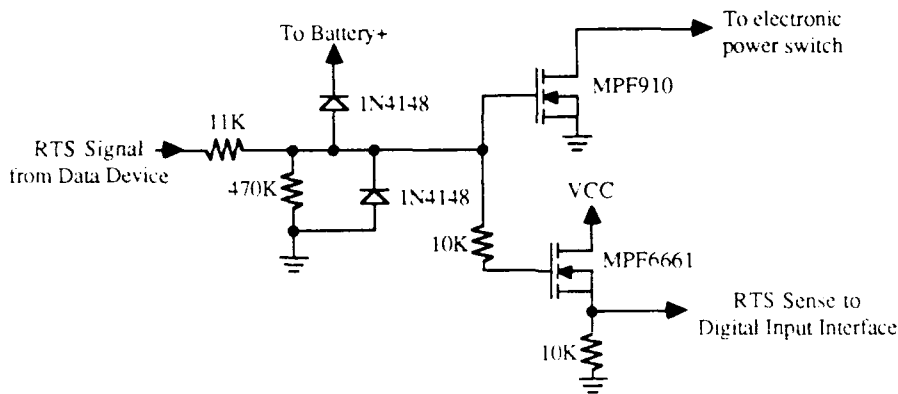 To electronic
power switch
To Battery+
MPF910
1N4148
11K
RTS Signal
from Data Device
470K
1N4148
VCC
10K
MPF6661
RTS Sense to
Digital Input Interface
10K